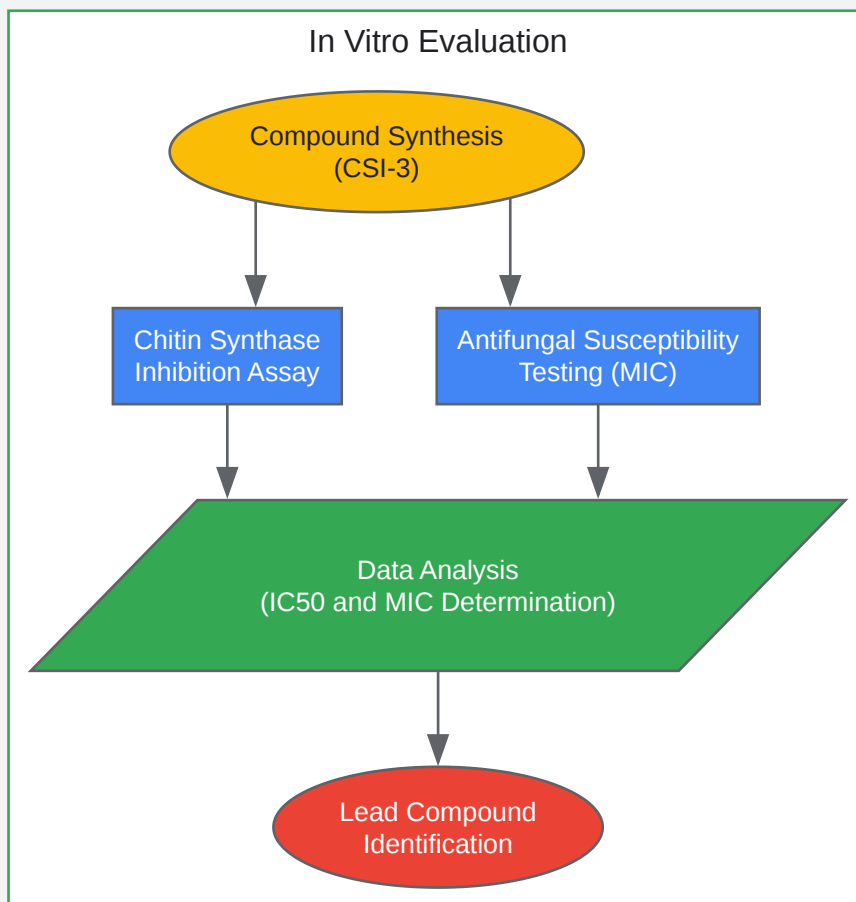 In Vitro Evaluation
Compound Synthesis
(CSI-3)
Chitin Synthase
Inhibition Assay
Antifungal Susceptibility
Testing (MIC)
Data Analysis
(IC50 and MIC Determination)
Lead Compound
Identification